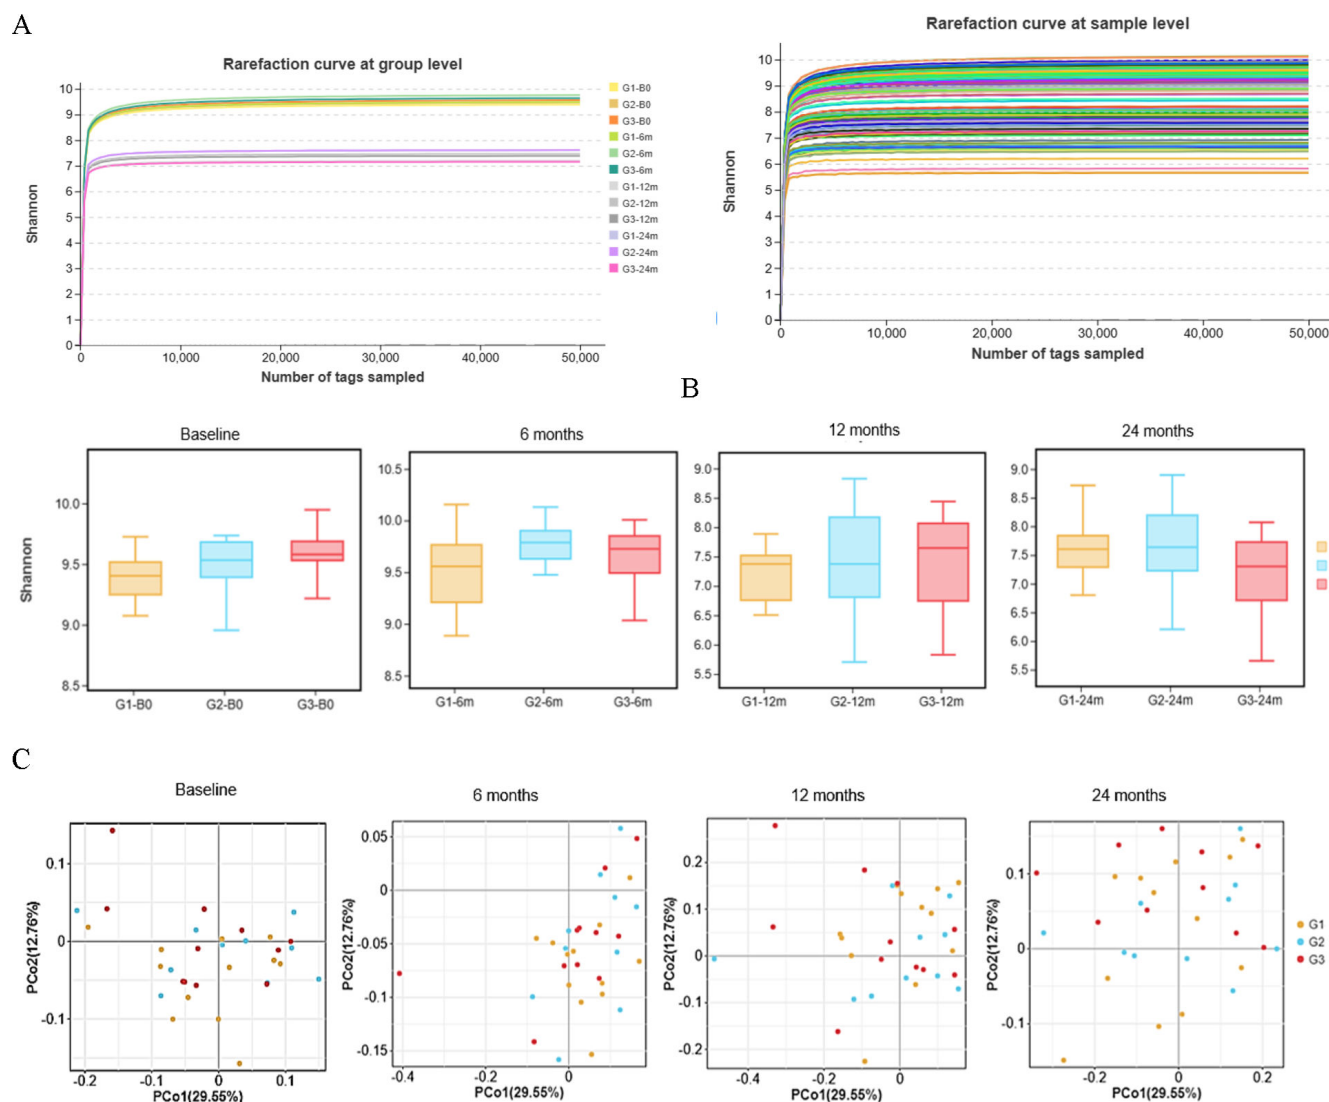 A
Rarefaction curve at group level
Shannon
10
9
8
7
6
5
4
3
2
1
0
0 10,000 20,000 30,000 40,000 50,000
Number of tags sampled
G1-B0
G2-B0
G3-B0
G1-6m
G2-6m
G3-6m
G1-12m
G2-12m
G3-12m
G1-24m
G2-24m
G3-24m
Rarefaction curve at sample level
Shannon
10
9
8
7
6
5
4
3
2
1
0
0 10,000 20,000 30,000 40,000 50,000
Number of tags sampled
B
Baseline
Shannon
10.0
9.5
9.0
8.5
G1-B0 G2-B0 G3-B0
6 months
10.5
10.0
9.5
9.0
8.5
G1-6m G2-6m G3-6m
12 months
9.0
8.5
8.0
7.5
7.0
6.5
6.0
5.5
G1-12m G2-12m G3-12m
24 months
9.0
8.5
8.0
7.5
7.0
6.5
6.0
5.5
G1-24m G2-24m G3-24m
C
Baseline
PCo2(12.76%)
0.1
0
-0.1
-0.2 -0.1 0 0.1
PCo1(29.55%)
6 months
PCo2(12.76%)
0.05
0
-0.05
-0.1
-0.15
-0.4 -0.2 0
PCo1(29.55%)
12 months
PCo2(12.76%)
0.2
0.1
0
-0.1
-0.2
-0.4 -0.2 0
PCo1(29.55%)
24 months
PCo2(12.76%)
0.1
0
-0.1
-0.2 0 0.2
PCo1(29.55%)
G1
G2
G3